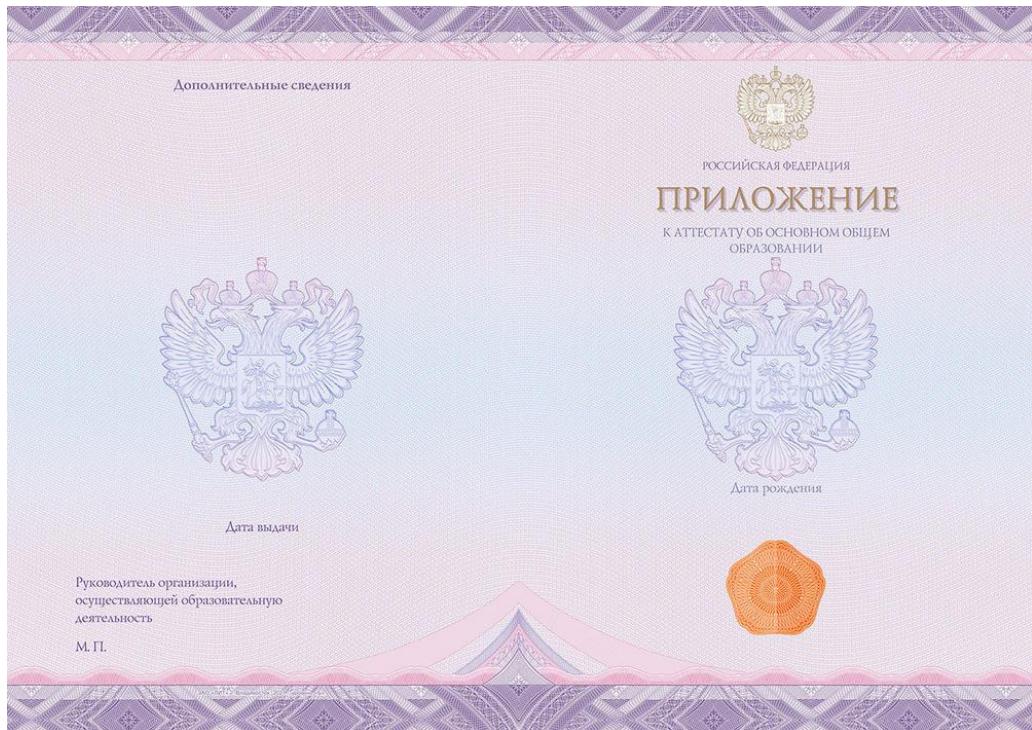 Дополнительные сведения
Дата выдачи
Руководитель организации,
осуществляющей образовательную
деятельность
М. П.
РОССИЙСКАЯ ФЕДЕРАЦИЯ
ПРИЛОЖЕНИЕ
К АТТЕСТАТУ ОБ ОСНОВНОМ ОБЩЕМ
ОБРАЗОВАНИИ
Дата рождения